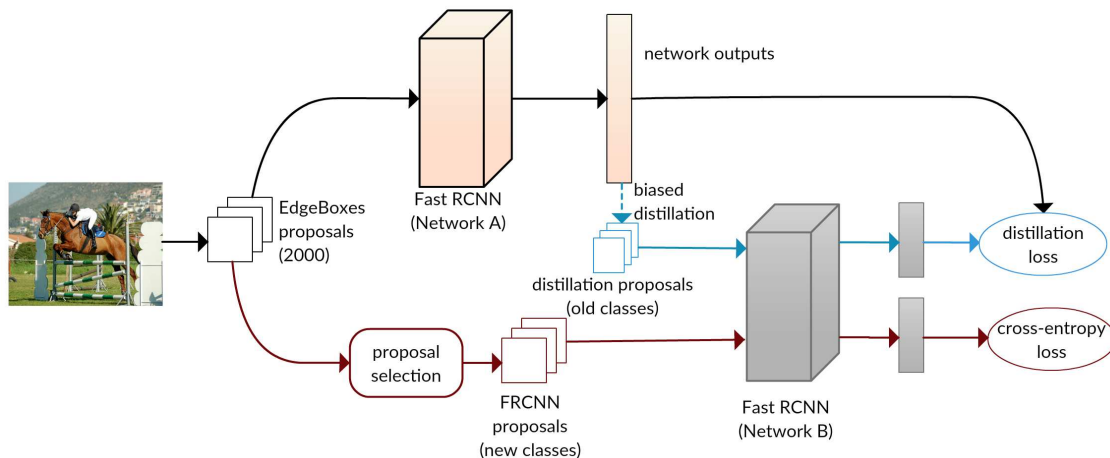 network outputs
Fast RCNN
(Network A)
EdgeBoxes
proposals
(2000)
biased
distillation
distillation proposals
(old classes)
distillation
loss
proposal
selection
FRCNN
proposals
(new classes)
Fast RCNN
(Network B)
cross-entropy
loss